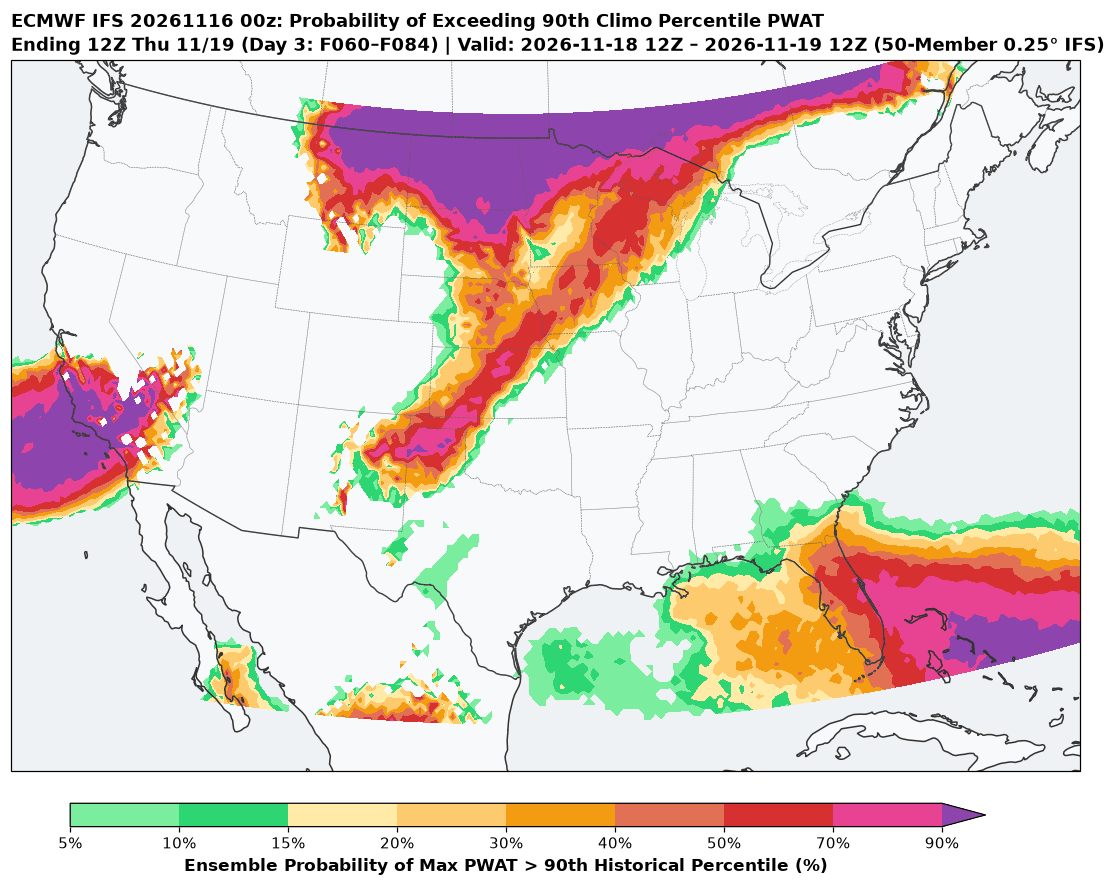 ECMWF IFS 20261116 00z: Probability of Exceeding 90th Climo Percentile PWAT
Ending 12Z Thu 11/19 (Day 3: F060–F084) | Valid: 2026-11-18 12Z – 2026-11-19 12Z (50-Member 0.25° IFS)
5% 10% 15% 20% 30% 40% 50% 70% 90%
Ensemble Probability of Max PWAT > 90th Historical Percentile (%)